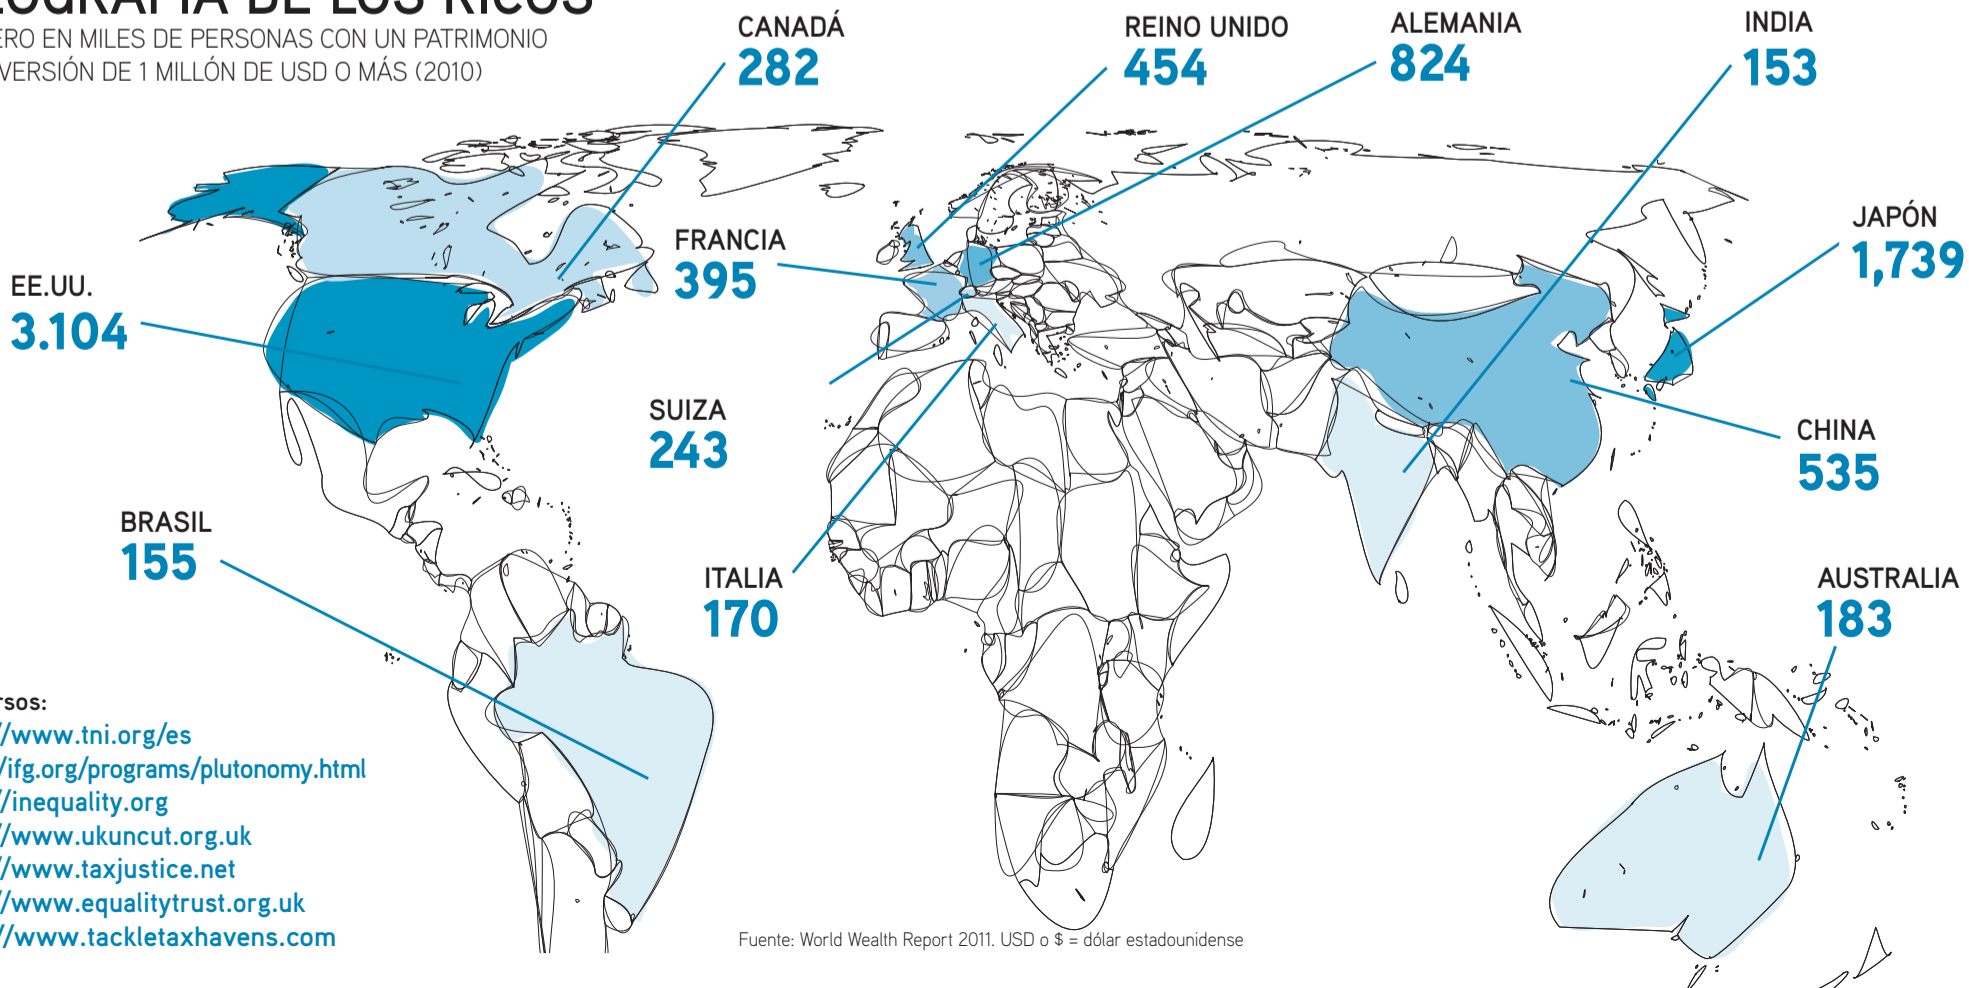 EOGRAFÍA DE LOS RICOS
ERO EN MILES DE PERSONAS CON UN PATRIMONIO
VERSIÓN DE 1 MILLÓN DE USD O MÁS (2010)
CANADÁ
282
REINO UNIDO
454
ALEMANIA
824
INDIA
153
JAPÓN
1,739
FRANCIA
395
EE.UU.
3.104
SUIZA
243
CHINA
535
BRASIL
155
ITALIA
170
AUSTRALIA
183
rsos:
//www.tni.org/es
/ifg.org/programs/plutonomy.html
//inequality.org
//www.ukuncut.org.uk
//www.taxjustice.net
//www.equalitytrust.org.uk
//www.tackletaxhavens.com
Fuente: World Wealth Report 2011. USD o $ = dólar estadounidense